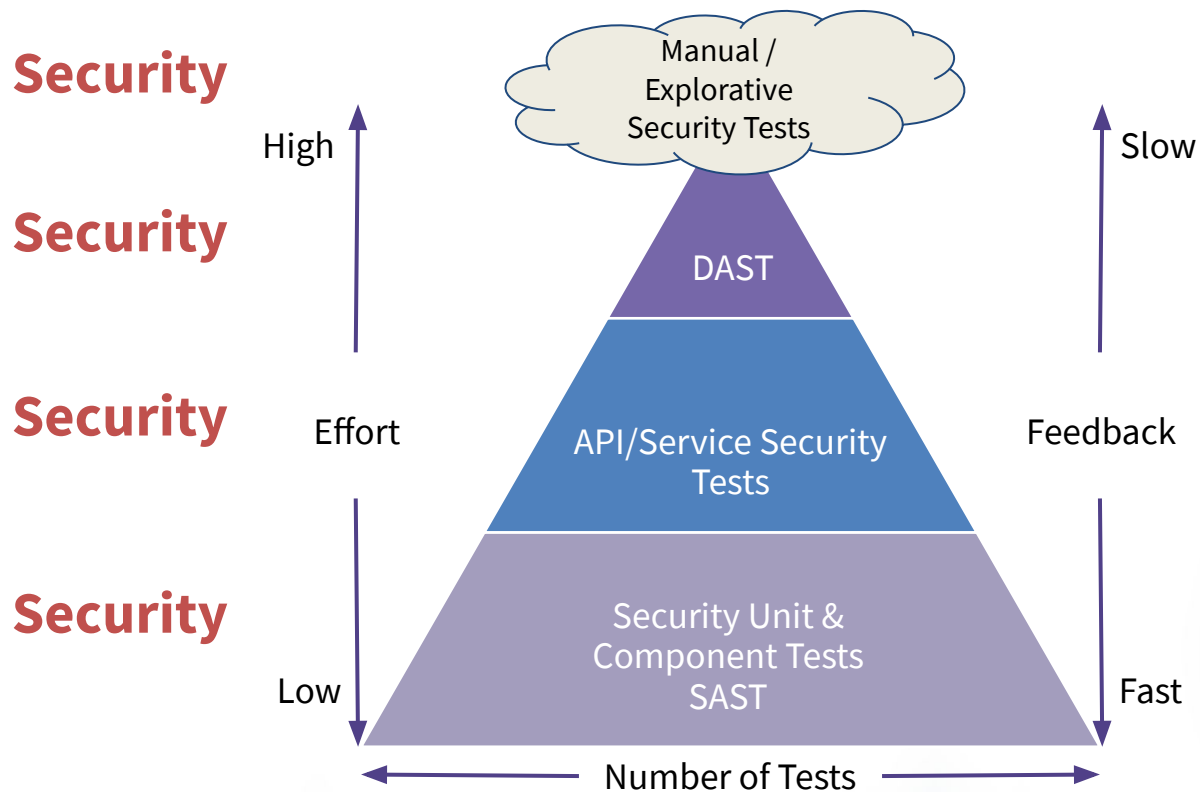 Security
Manual /
Explorative
Security Tests
High
Slow
Security
DAST
Security
Effort
API/Service Security
Tests
Feedback
Security
Security Unit &
Component Tests
SAST
Low
Fast
Number of Tests